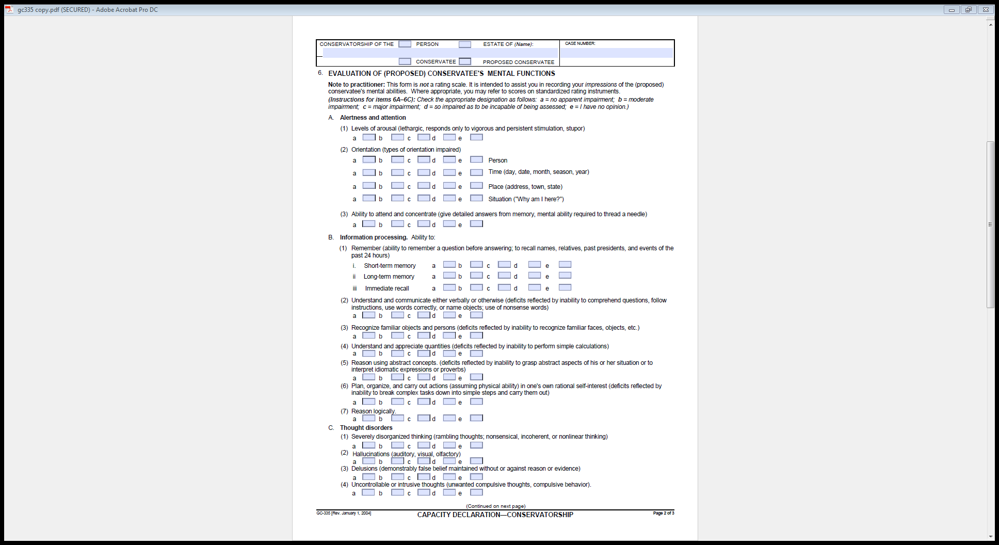 gc335 copy.pdf (SECURED) - Adobe Acrobat Pro DC
CONSERVATORSHIP OF THE PERSON ESTATE OF (Name): CASE NUMBER:
CONSERVATEE PROPOSED CONSERVATEE
6. EVALUATION OF (PROPOSED) CONSERVATEE'S MENTAL FUNCTIONS
Note to practitioner: This form is not a rating scale. It is intended to assist you in recording your impressions of the (proposed)
conservatee's mental abilities. Where appropriate, you may refer to scores on standardized rating instruments.
(Instructions for items 6A–6C): Check the appropriate designation as follows: a = no apparent impairment; b = moderate
impairment; c = major impairment; d = so impaired as to be incapable of being assessed; e = I have no opinion.)
A. Alertness and attention
(1) Levels of arousal (lethargic, responds only to vigorous and persistent stimulation, stupor)
a b c d e
(2) Orientation (types of orientation impaired)
a b c d e Person
a b c d e Time (day, date, month, season, year)
a b c d e Place (address, town, state)
a b c d e Situation ("Why am I here?")
(3) Ability to attend and concentrate (give detailed answers from memory, mental ability required to thread a needle)
a b c d e
B. Information processing. Ability to:
(1) Remember (ability to remember a question before answering; to recall names, relatives, past presidents, and events of the
past 24 hours)
i. Short-term memory a b c d e
ii Long-term memory a b c d e
iii Immediate recall a b c d e
(2) Understand and communicate either verbally or otherwise (deficits reflected by inability to comprehend questions, follow
instructions, use words correctly, or name objects; use of nonsense words)
a b c d e
(3) Recognize familiar objects and persons (deficits reflected by inability to recognize familiar faces, objects, etc.)
a b c d e
(4) Understand and appreciate quantities (deficits reflected by inability to perform simple calculations)
a b c d e
(5) Reason using abstract concepts. (deficits reflected by inability to grasp abstract aspects of his or her situation or to
interpret idiomatic expressions or proverbs)
a b c d e
(6) Plan, organize, and carry out actions (assuming physical ability) in one's own rational self-interest (deficits reflected by
inability to break complex tasks down into simple steps and carry them out)
a b c d e
(7) Reason logically.
a b c d e
C. Thought disorders
(1) Severely disorganized thinking (rambling thoughts; nonsensical, incoherent, or nonlinear thinking)
a b c d e
(2) Hallucinations (auditory, visual, olfactory)
a b c d e
(3) Delusions (demonstrably false belief maintained without or against reason or evidence)
a b c d e
(4) Uncontrollable or intrusive thoughts (unwanted compulsive thoughts, compulsive behavior).
a b c d e
(Continued on next page)
GC-335 [Rev. January 1, 2004] CAPACITY DECLARATION—CONSERVATORSHIP Page 2 of 3